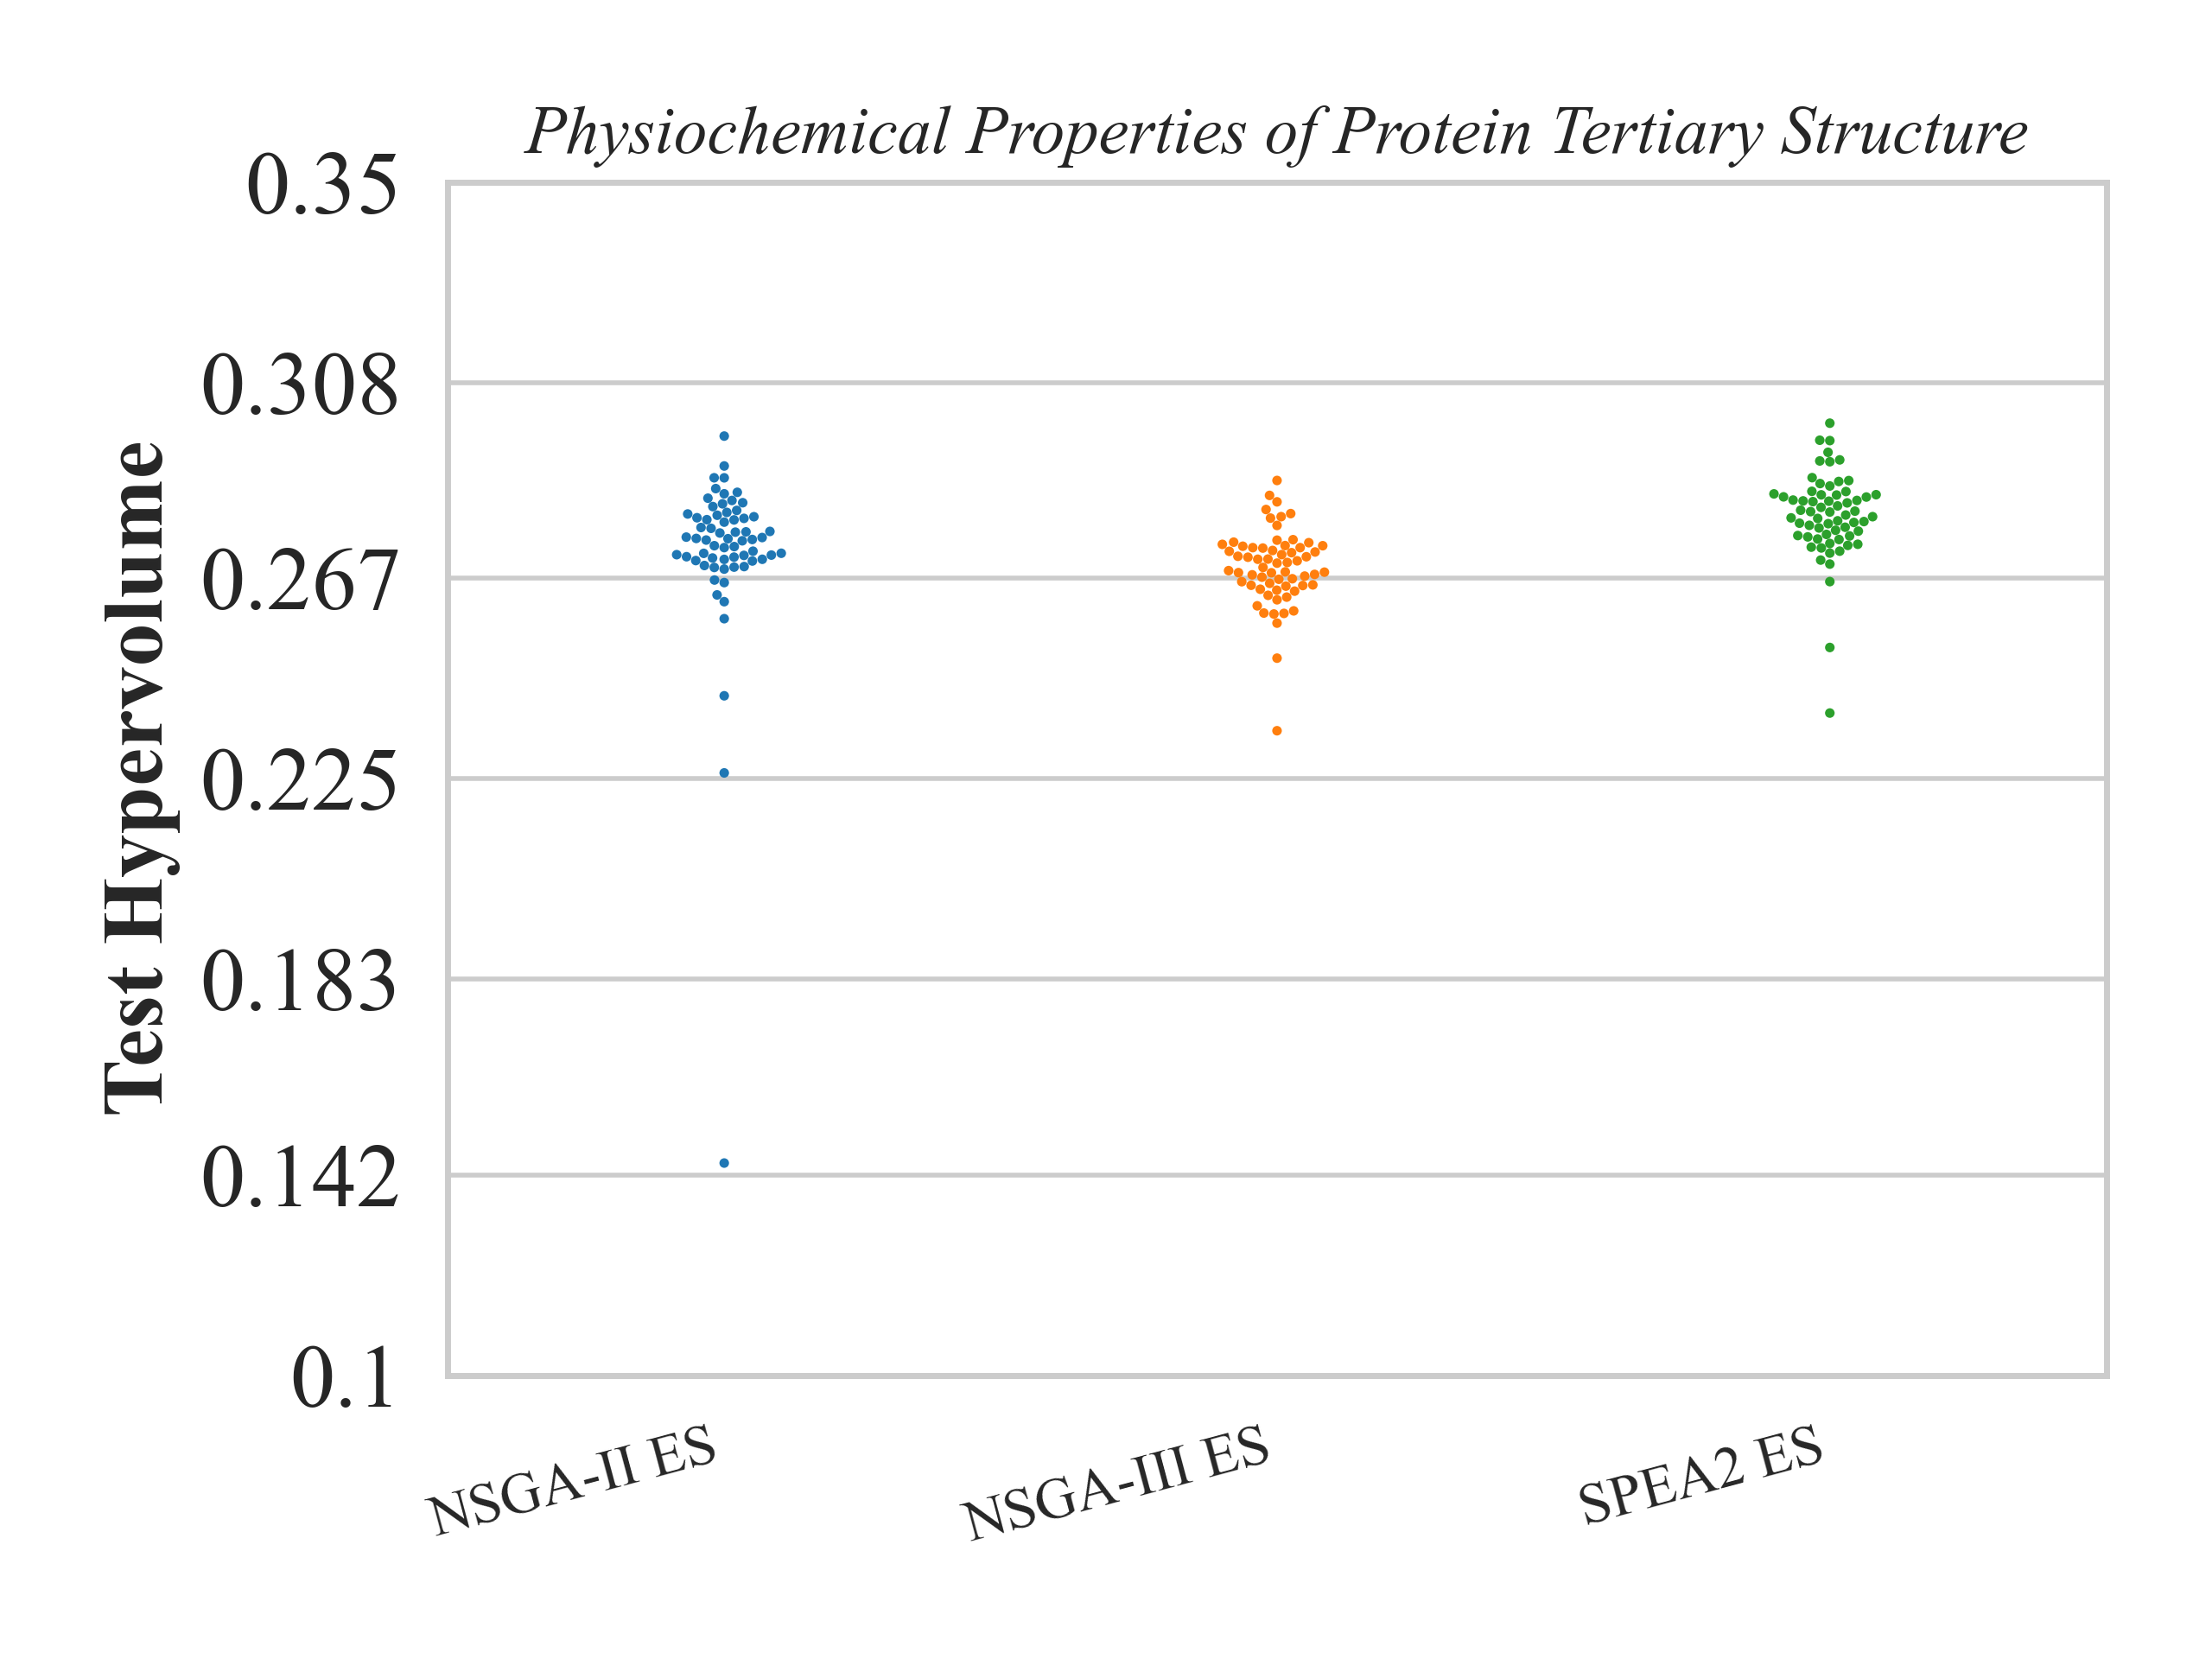 Physiochemical Properties of Protein Tertiary Structure
Test Hypervolume
0.35
0.308
0.267
0.225
0.183
0.142
0.1
NSGA-II ES
NSGA-III ES
SPEA2 ES